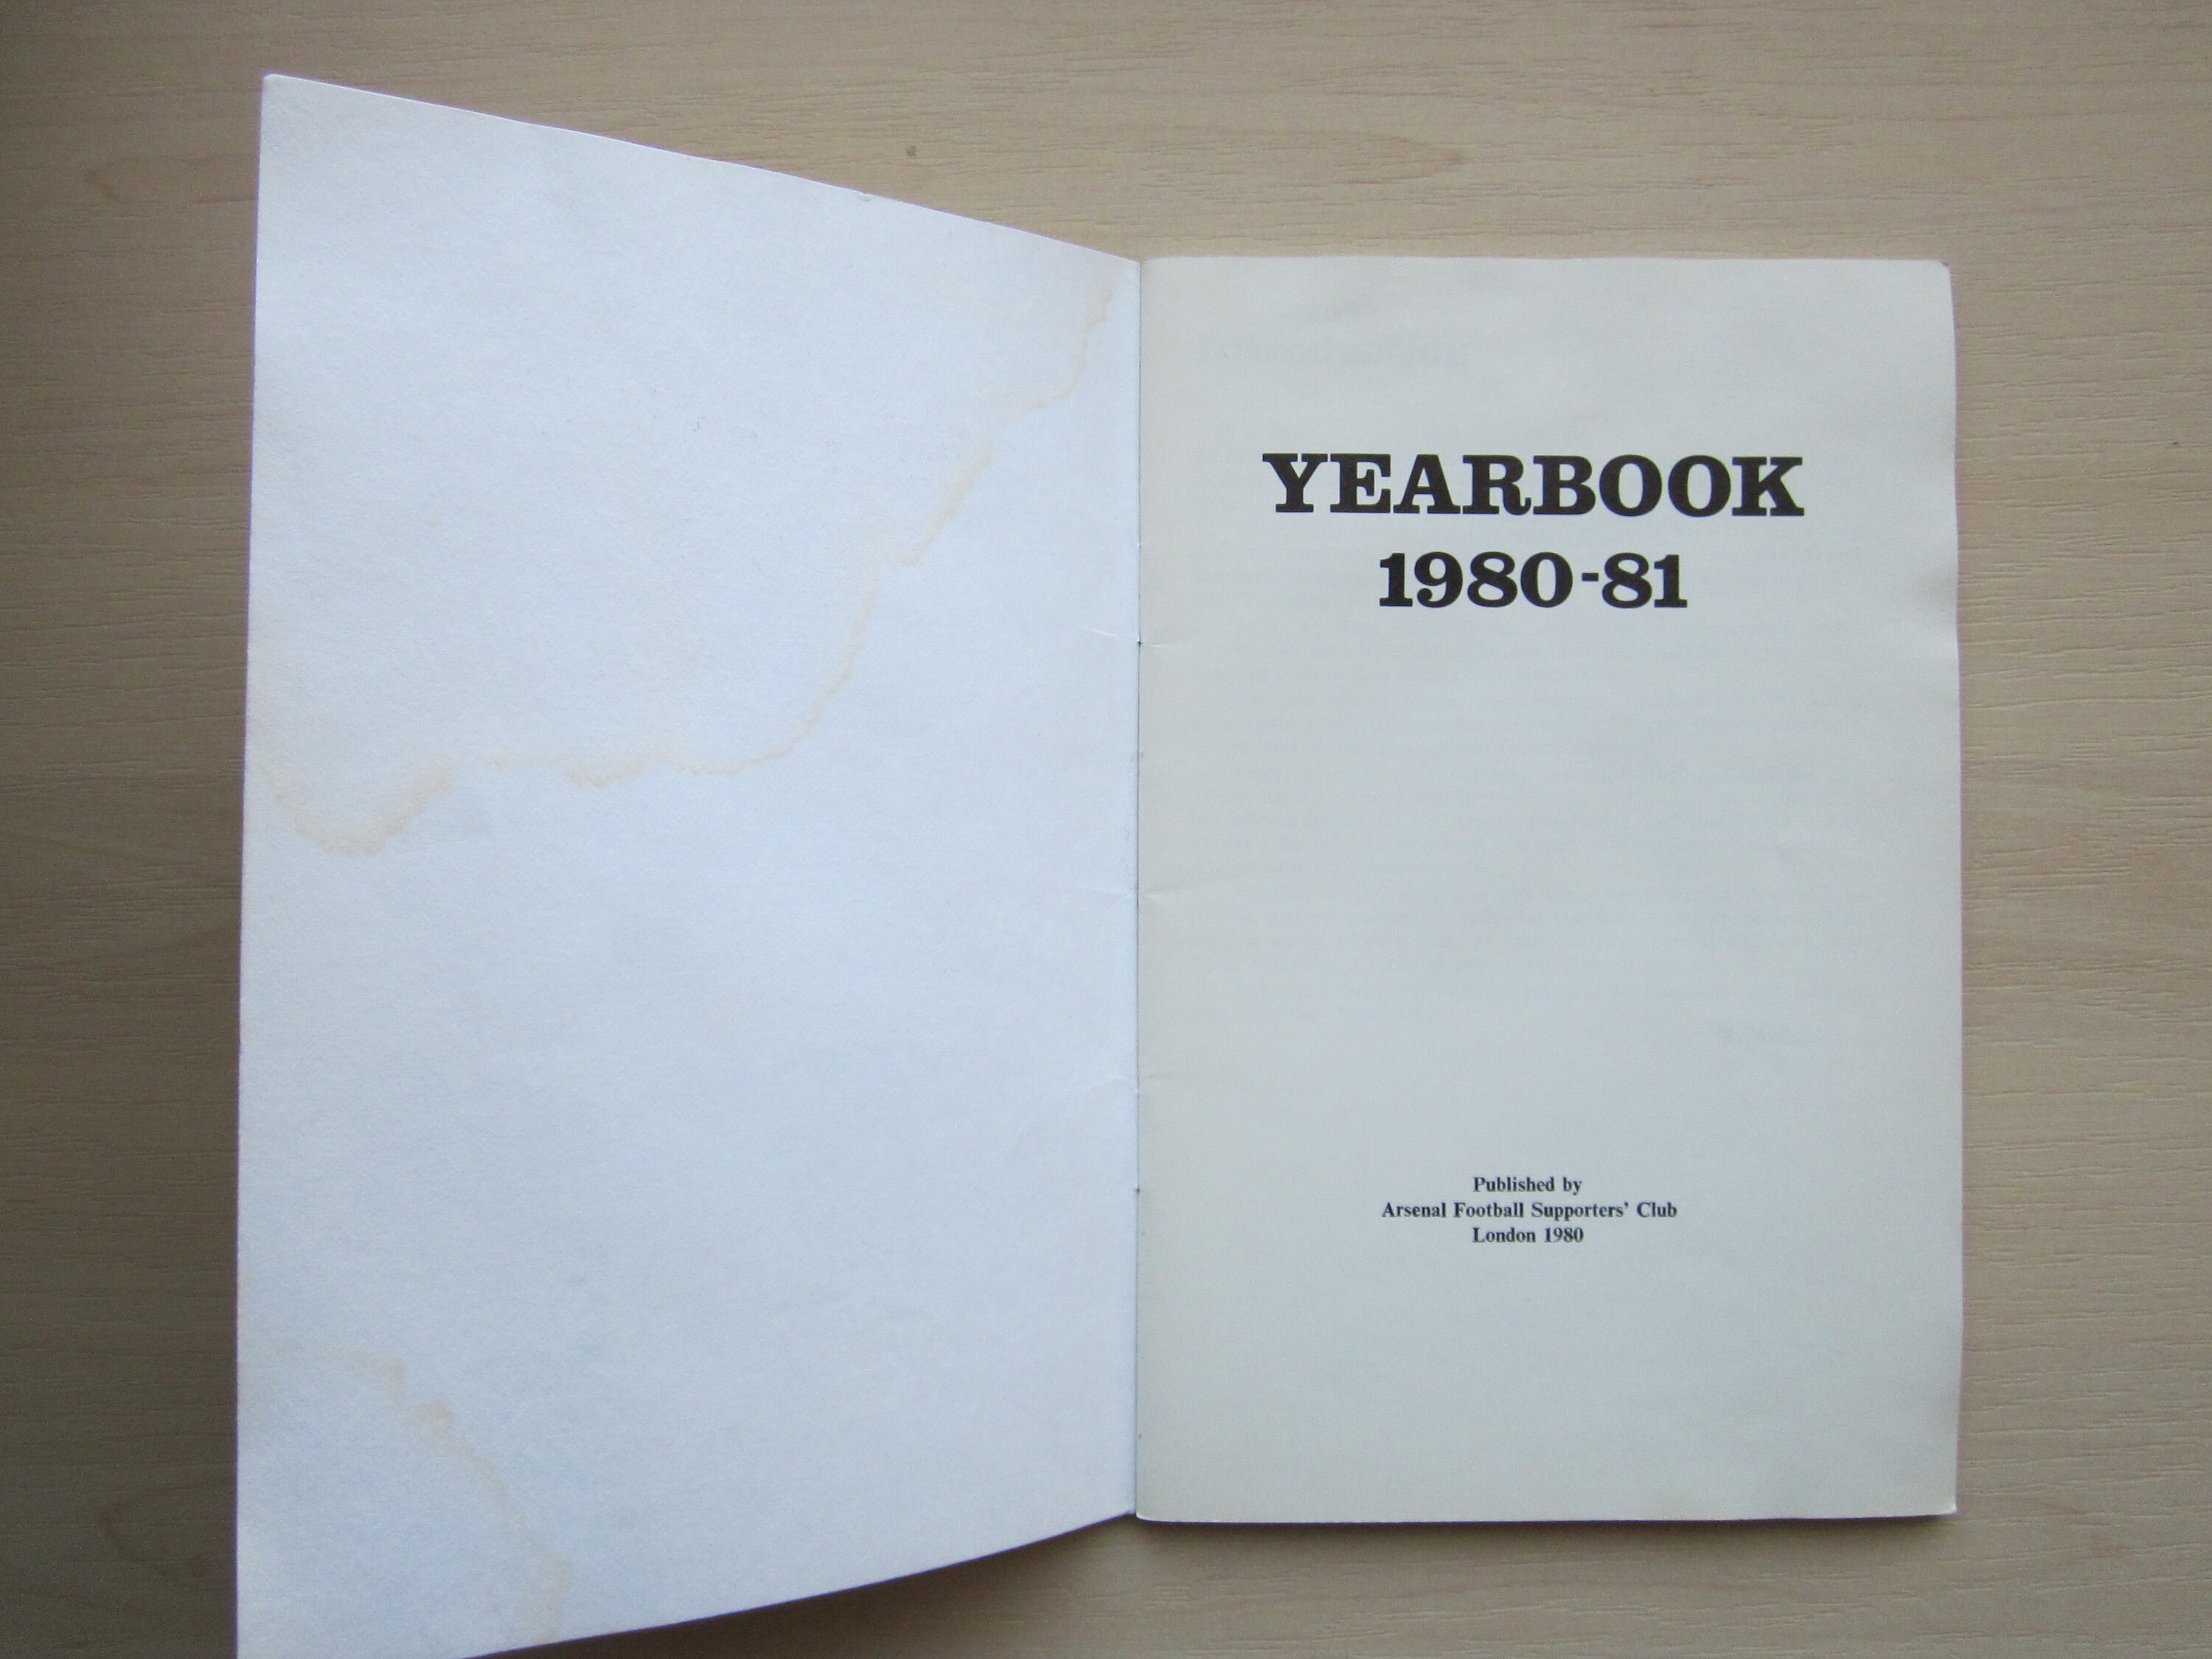 YEARBOOK
1980-81
Published by
Arsenal Football Supporters' Club
London 1980